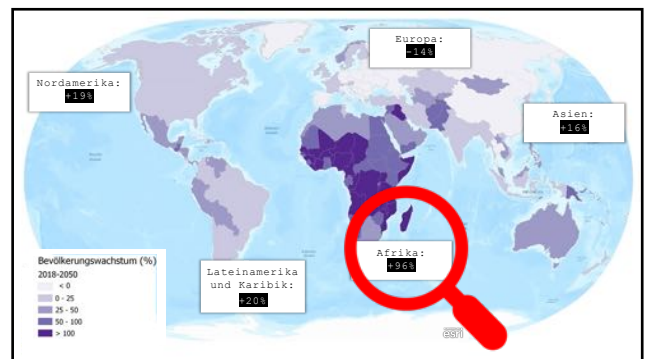 Europa:
-14%
Nordamerika:
+19%
Asien:
+16%
Afrika:
+96%
Lateinamerika
und Karibik:
+20%
Bevölkerungswachstum (%)
2018-2050
< 0
0 - 25
25 - 50
50 - 100
> 100
esri